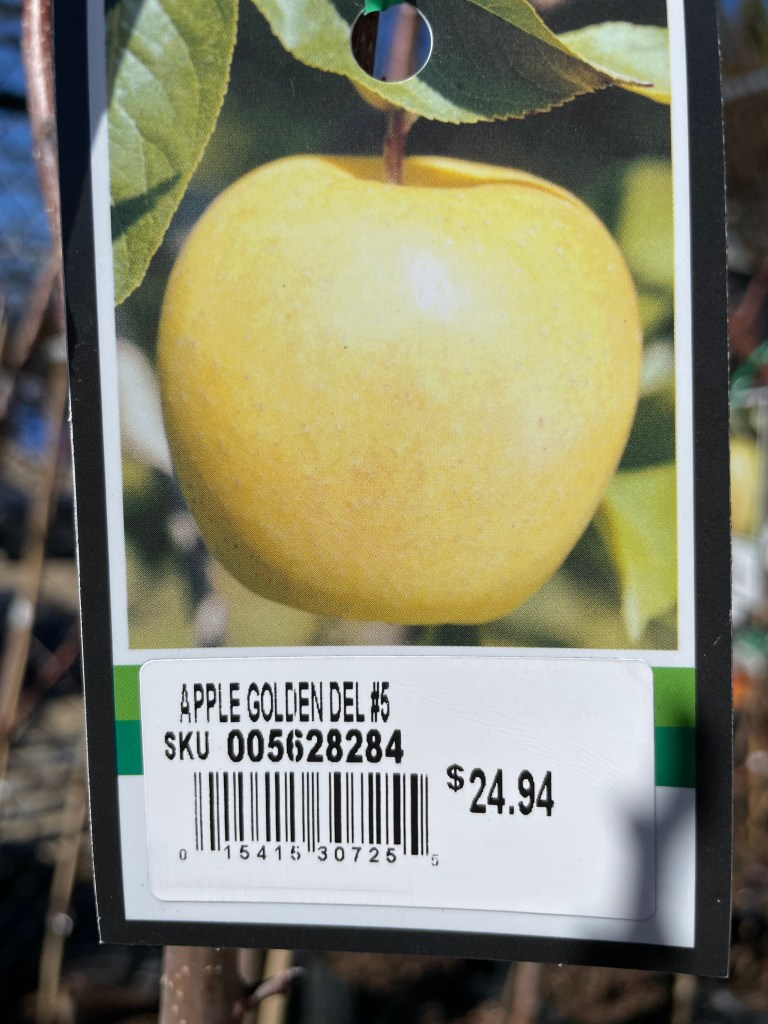 APPLE GOLDEN DEL #5
SKU 005628284
$24.94
0 15415 30725 5